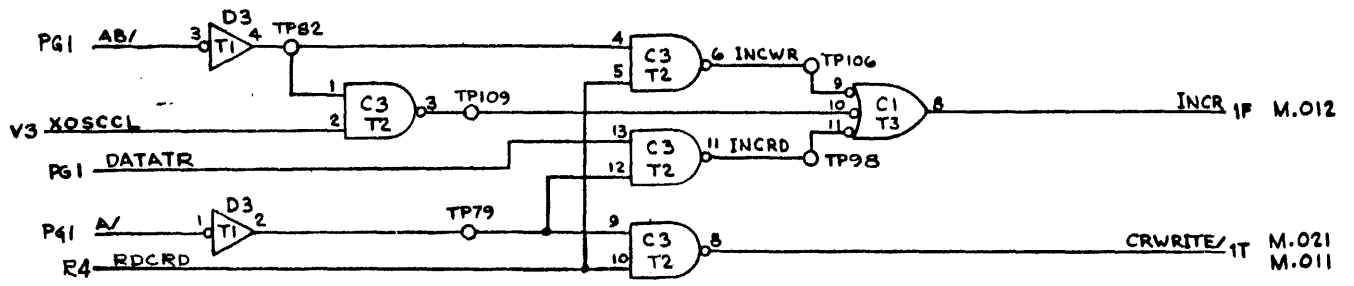 D3
PG1 AB/ 3 T1 4 TP82
4 C3 T2 6 INCWR TP106
5
1 C3 T2 3 TP109
2
V3 XOSCCL
9 C1 T3 8 INCR 1F M.012
10
11
PG1 DATATR
13 C3 T2 11 INCRD TP98
12
D3
PG1 A/ 1 T1 2 TP79
9 C3 T2 8 CRWRITE/ 1T M.021
M.011
R4 RDCRD 10